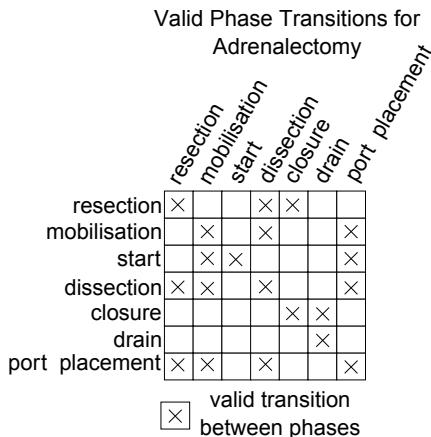 Valid Phase Transitions for
Adrenalectomy
resection
mobilisation
start
dissection
closure
drain
port placement
resection
mobilisation
start
dissection
closure
drain
port placement
valid transition
between phases